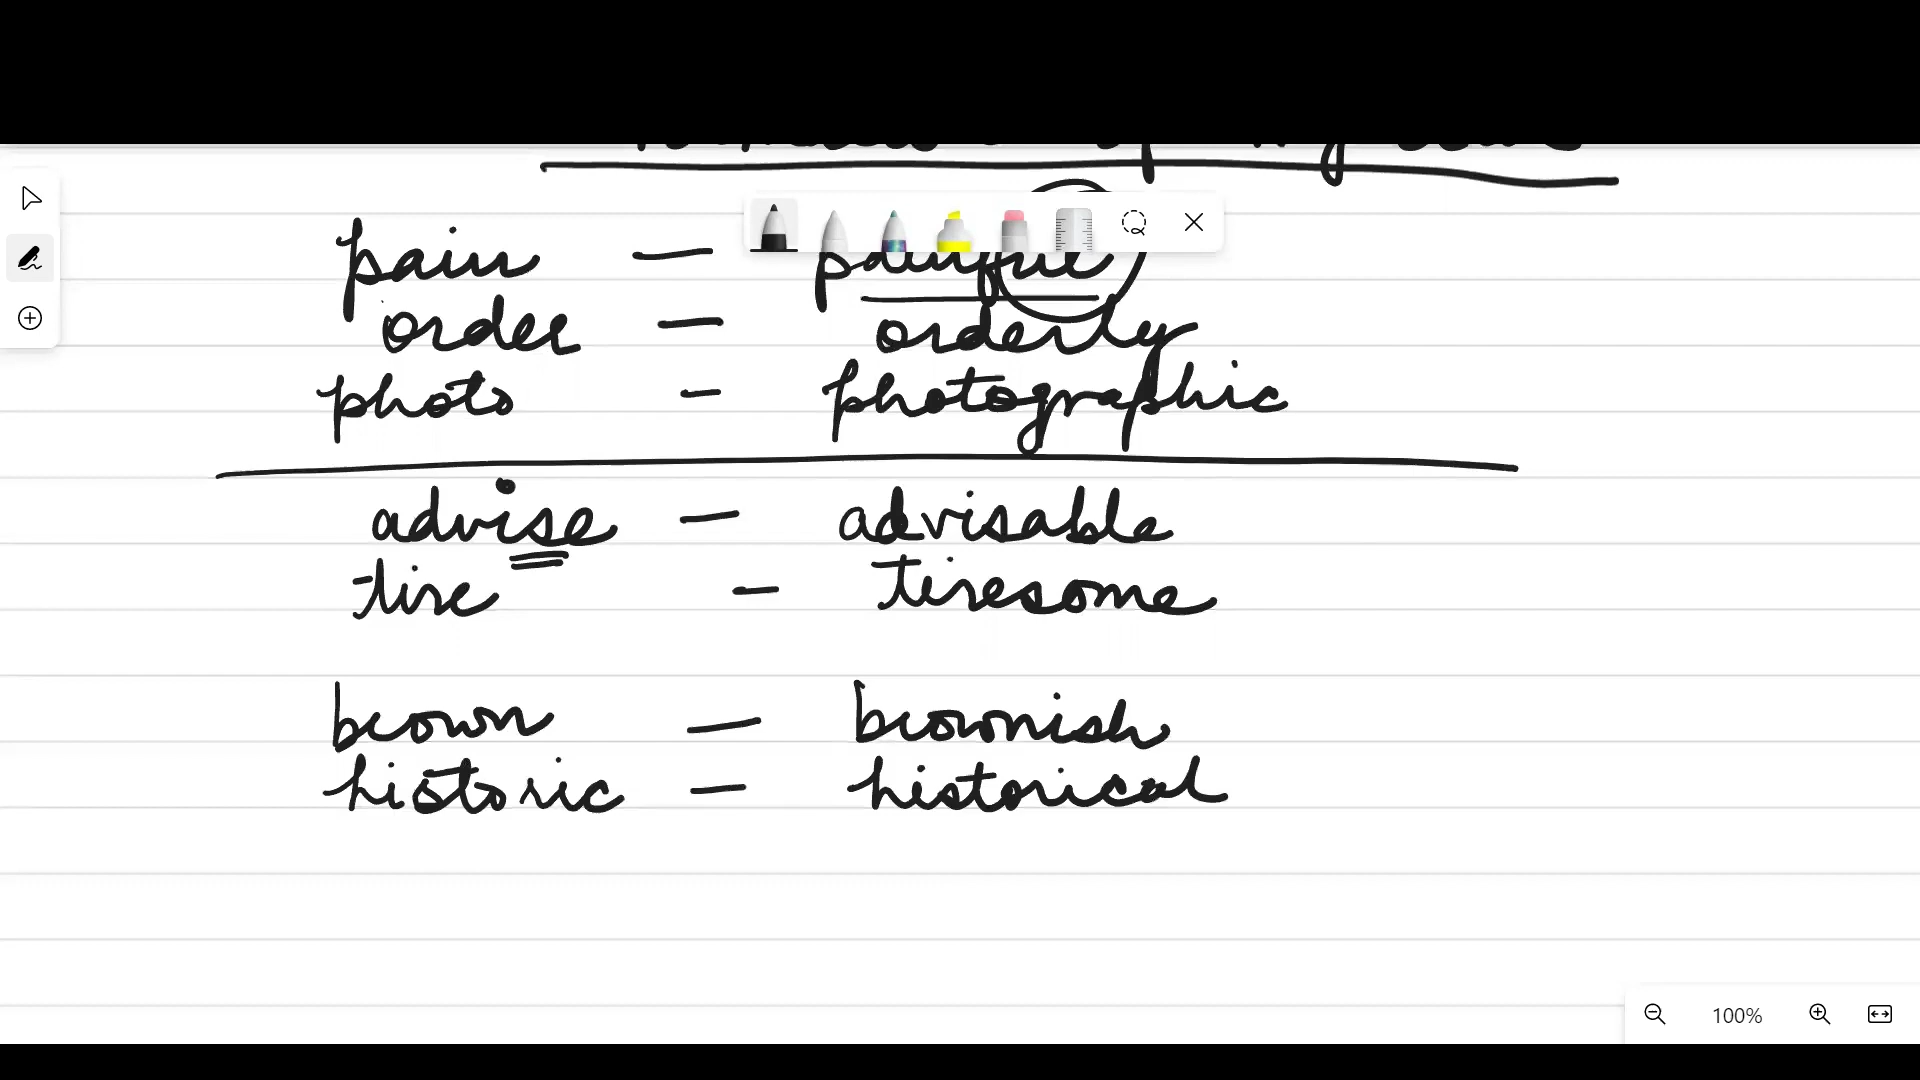 pain — painful
order — orderly
photo - photographic
advise — advisable
tire - tiresome
brown — brownish
historic - historical
100%